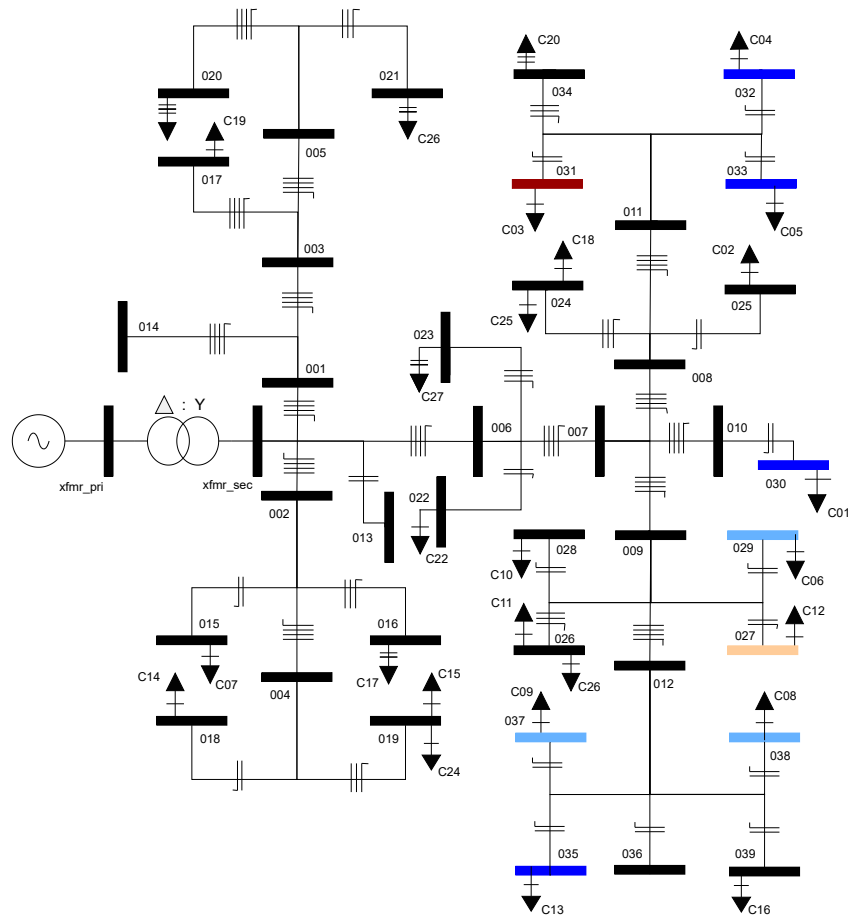 C20
C04
020
021
034
032
C19
C26
005
017
031
033
C03
C05
011
003
C18
C02
024
025
C25
014
023
001
008
Δ : Y
C27
006
007
010
xfmr_pri
xfmr_sec
030
C01
022
002
013
C22
009
028
029
C10
C06
C11
C12
015
016
026
027
C07
C17
C26
012
C14
C15
004
C09
C08
037
018
019
038
C24
035
036
039
C13
C16